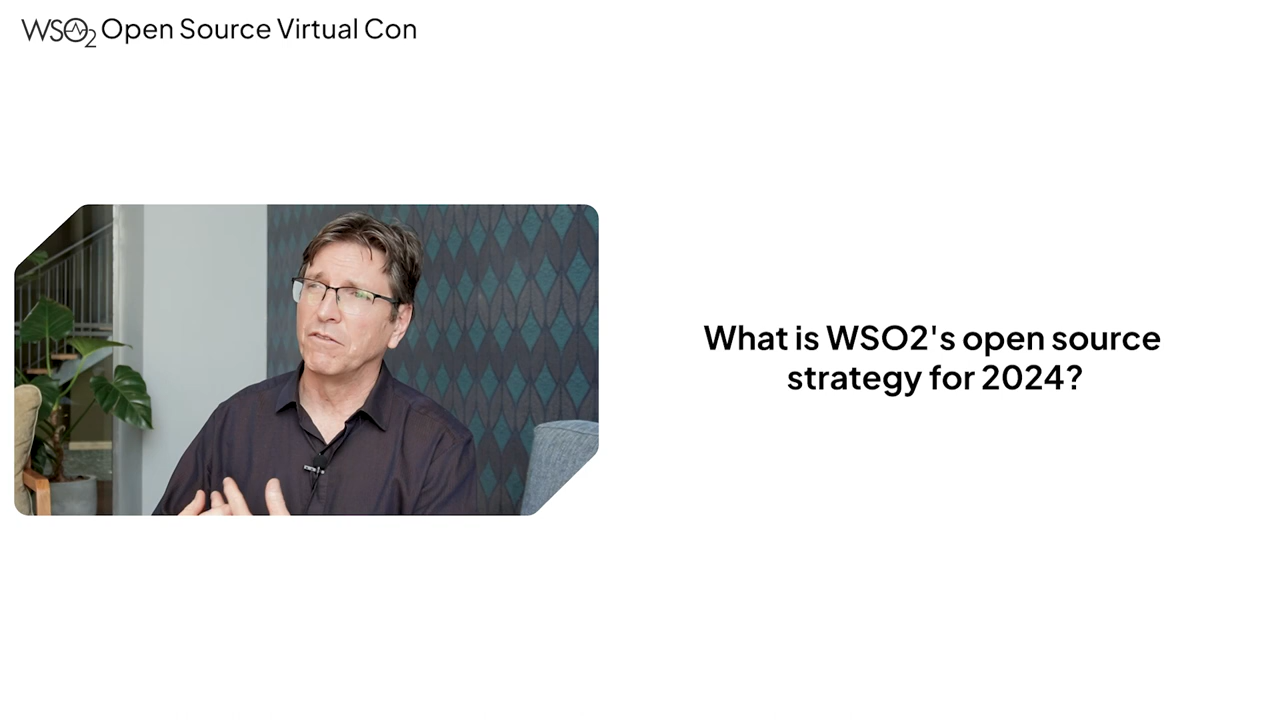 WSO2 Open Source Virtual Con
What is WSO2's open source
strategy for 2024?